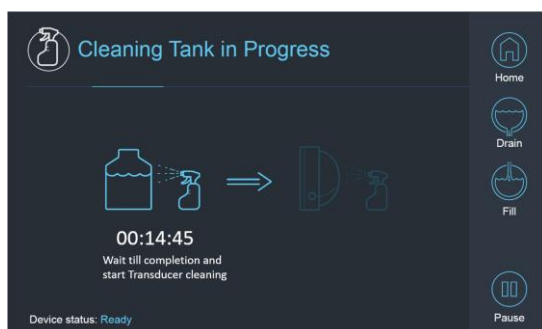 Cleaning Tank in Progress
Home
Drain
Fill
00:14:45
Wait till completion and
start Transducer cleaning
Device status: Ready
Pause